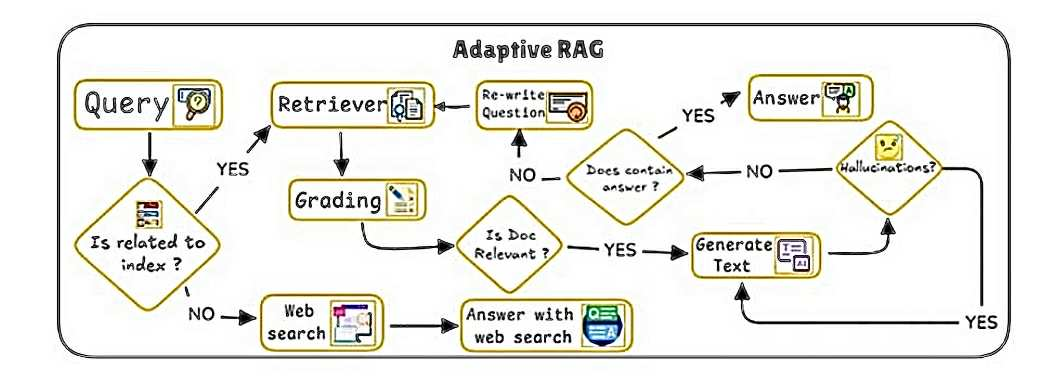 Adaptive RAG
Query
Retriever
Re-write
Question
Answer
YES
YES
Hallucinations?
NO
Does contain
answer ?
NO
Grading
Is related to
index ?
Is Doc
Relevant ?
YES
Generate
Text
NO
Web
search
Answer with
web search
YES